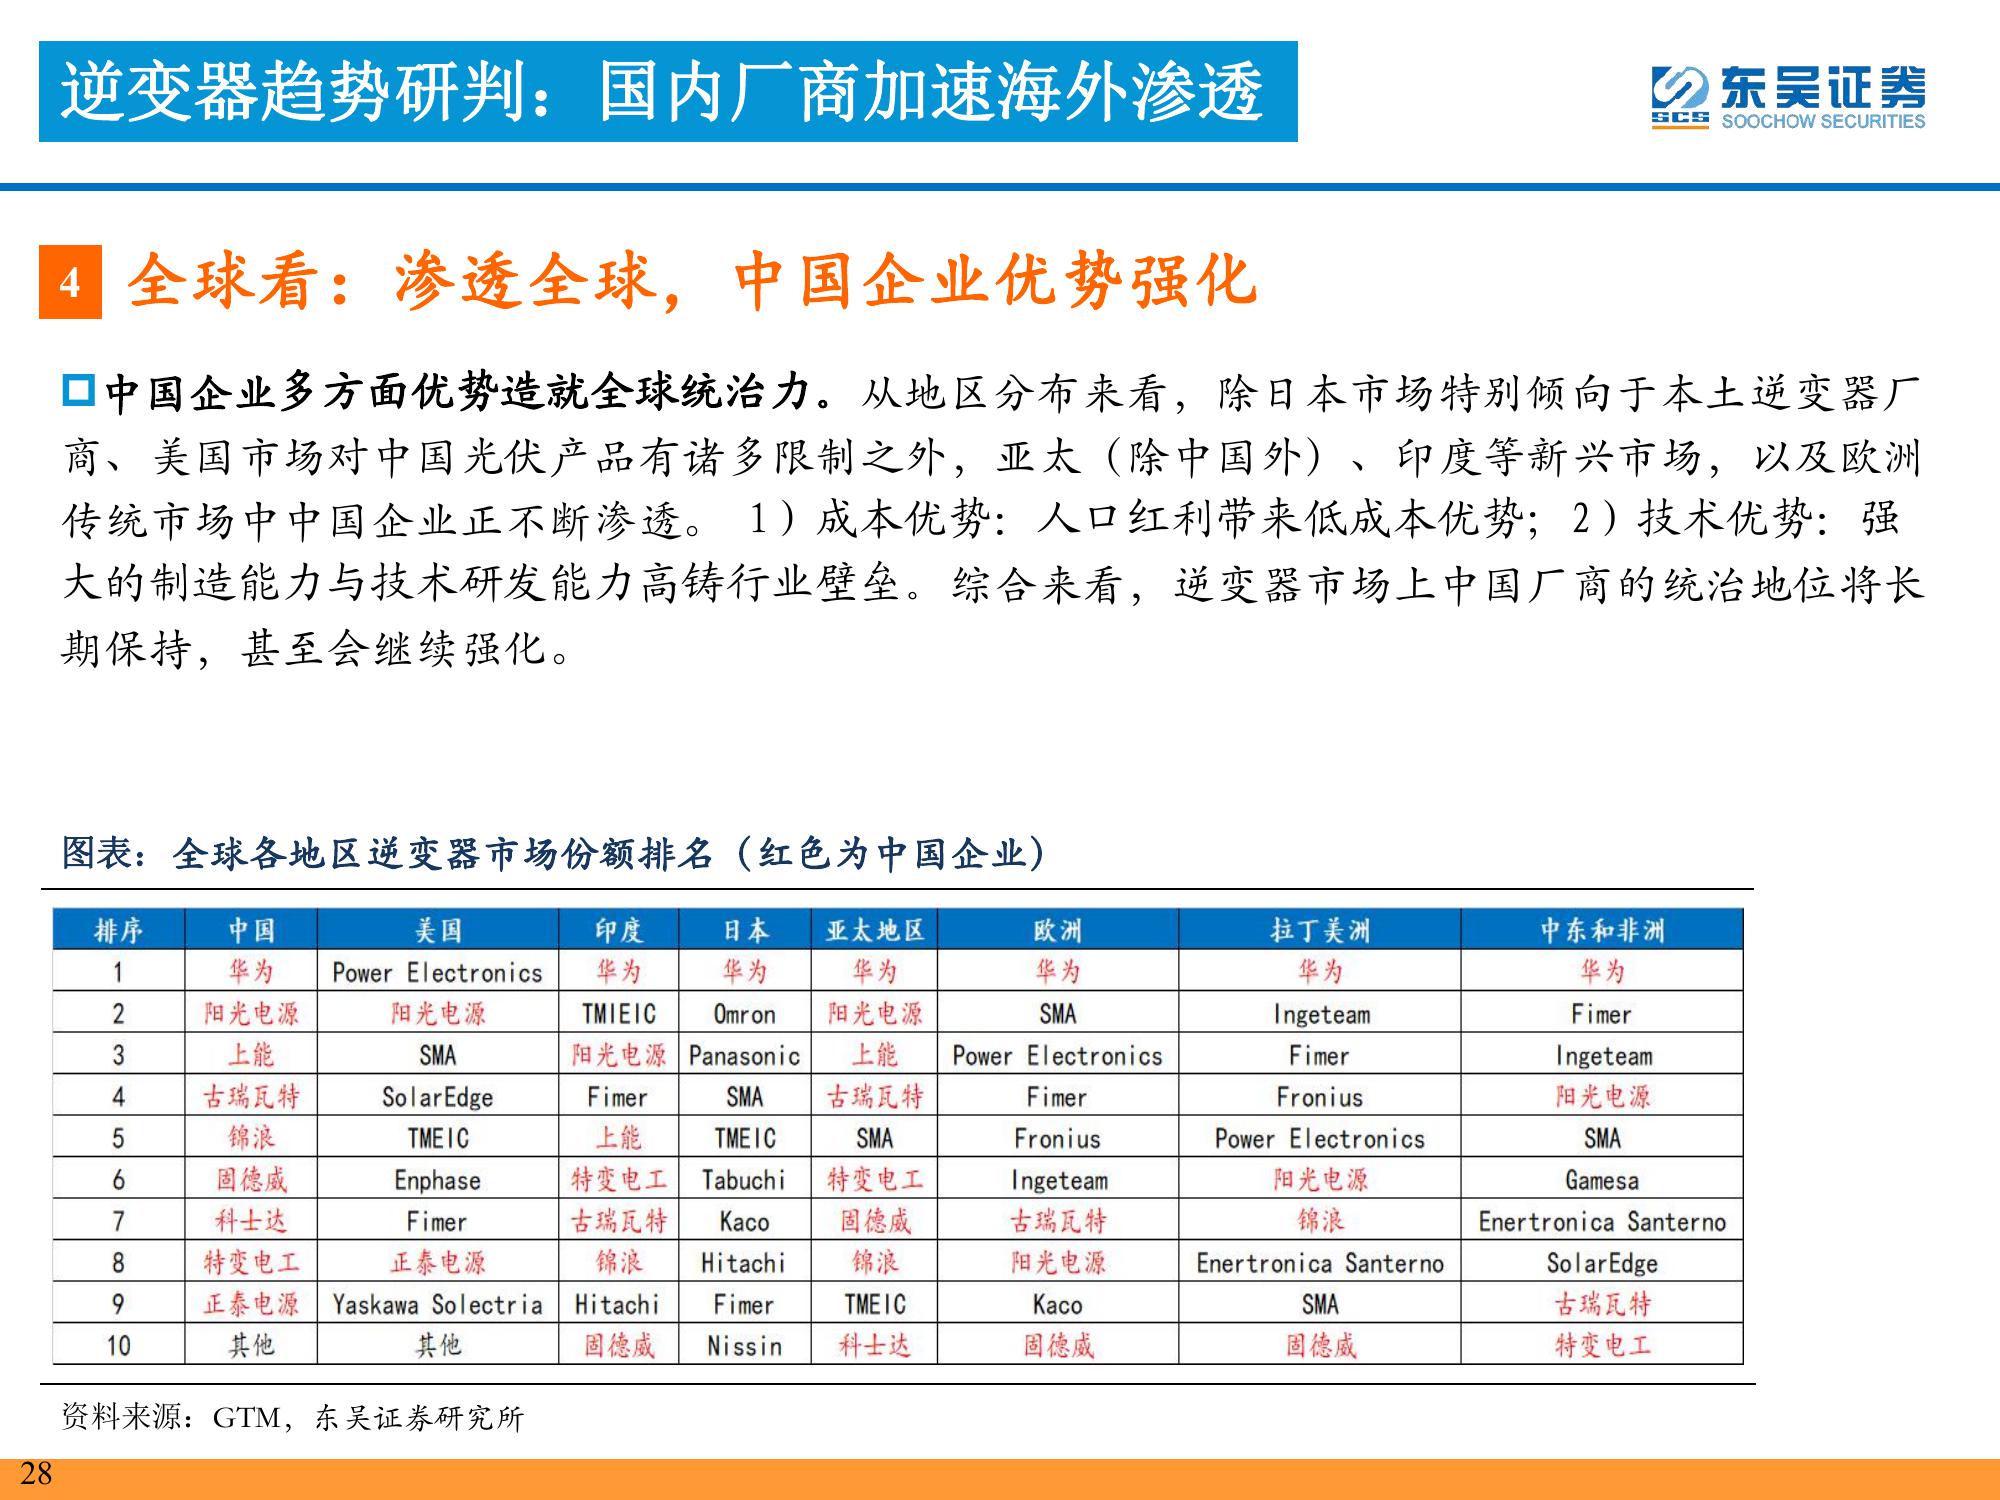 逆变器趋势研判：国内厂商加速海外渗透
东吴证券
SCS SOOCHOW SECURITIES
4 全球看：渗透全球，中国企业优势强化
中国企业多方面优势造就全球统治力。从地区分布来看，除日本市场特别倾向于本土逆变器厂
商、美国市场对中国光伏产品有诸多限制之外，亚太（除中国外）、印度等新兴市场，以及欧洲
传统市场中中国企业正不断渗透。 1）成本优势：人口红利带来低成本优势；2）技术优势：强
大的制造能力与技术研发能力高铸行业壁垒。综合来看，逆变器市场上中国厂商的统治地位将长
期保持，甚至会继续强化。
图表：全球各地区逆变器市场份额排名（红色为中国企业）
排序 中国 美国 印度 日本 亚太地区 欧洲 拉丁美洲 中东和非洲
1 华为 Power Electronics 华为 华为 华为 华为 华为 华为
2 阳光电源 阳光电源 TMIEIC Omron 阳光电源 SMA Ingeteam Fimer
3 上能 SMA 阳光电源 Panasonic 上能 Power Electronics Fimer Ingeteam
4 古瑞瓦特 SolarEdge Fimer SMA 古瑞瓦特 Fimer Fronius 阳光电源
5 锦浪 TMEIC 上能 TMEIC SMA Fronius Power Electronics SMA
6 固德威 Enphase 特变电工 Tabuchi 特变电工 Ingeteam 阳光电源 Gamesa
7 科士达 Fimer 古瑞瓦特 Kaco 固德威 古瑞瓦特 锦浪 Enertronica Santerno
8 特变电工 正泰电源 锦浪 Hitachi 锦浪 阳光电源 Enertronica Santerno SolarEdge
9 正泰电源 Yaskawa Solectria Hitachi Fimer TMEIC Kaco SMA 古瑞瓦特
10 其他 其他 固德威 Nissin 科士达 固德威 固德威 特变电工
资料来源：GTM，东吴证券研究所
28